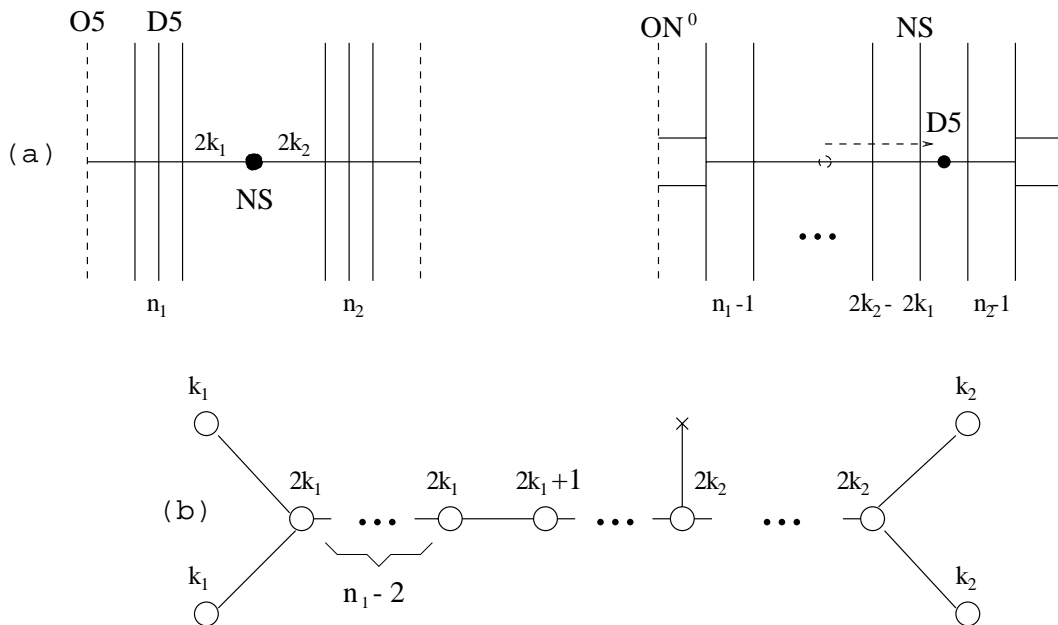 O5 D5 ON⁰ NS
D5
(a) 2k₁ 2k₂
NS
n₁ n₂ n₁-1 2k₂- 2k₁ n₂-1
k₁ k₂
2k₁ 2k₁ 2k₁+1 2k₂ 2k₂
(b)
k₁ n₁-2 k₂